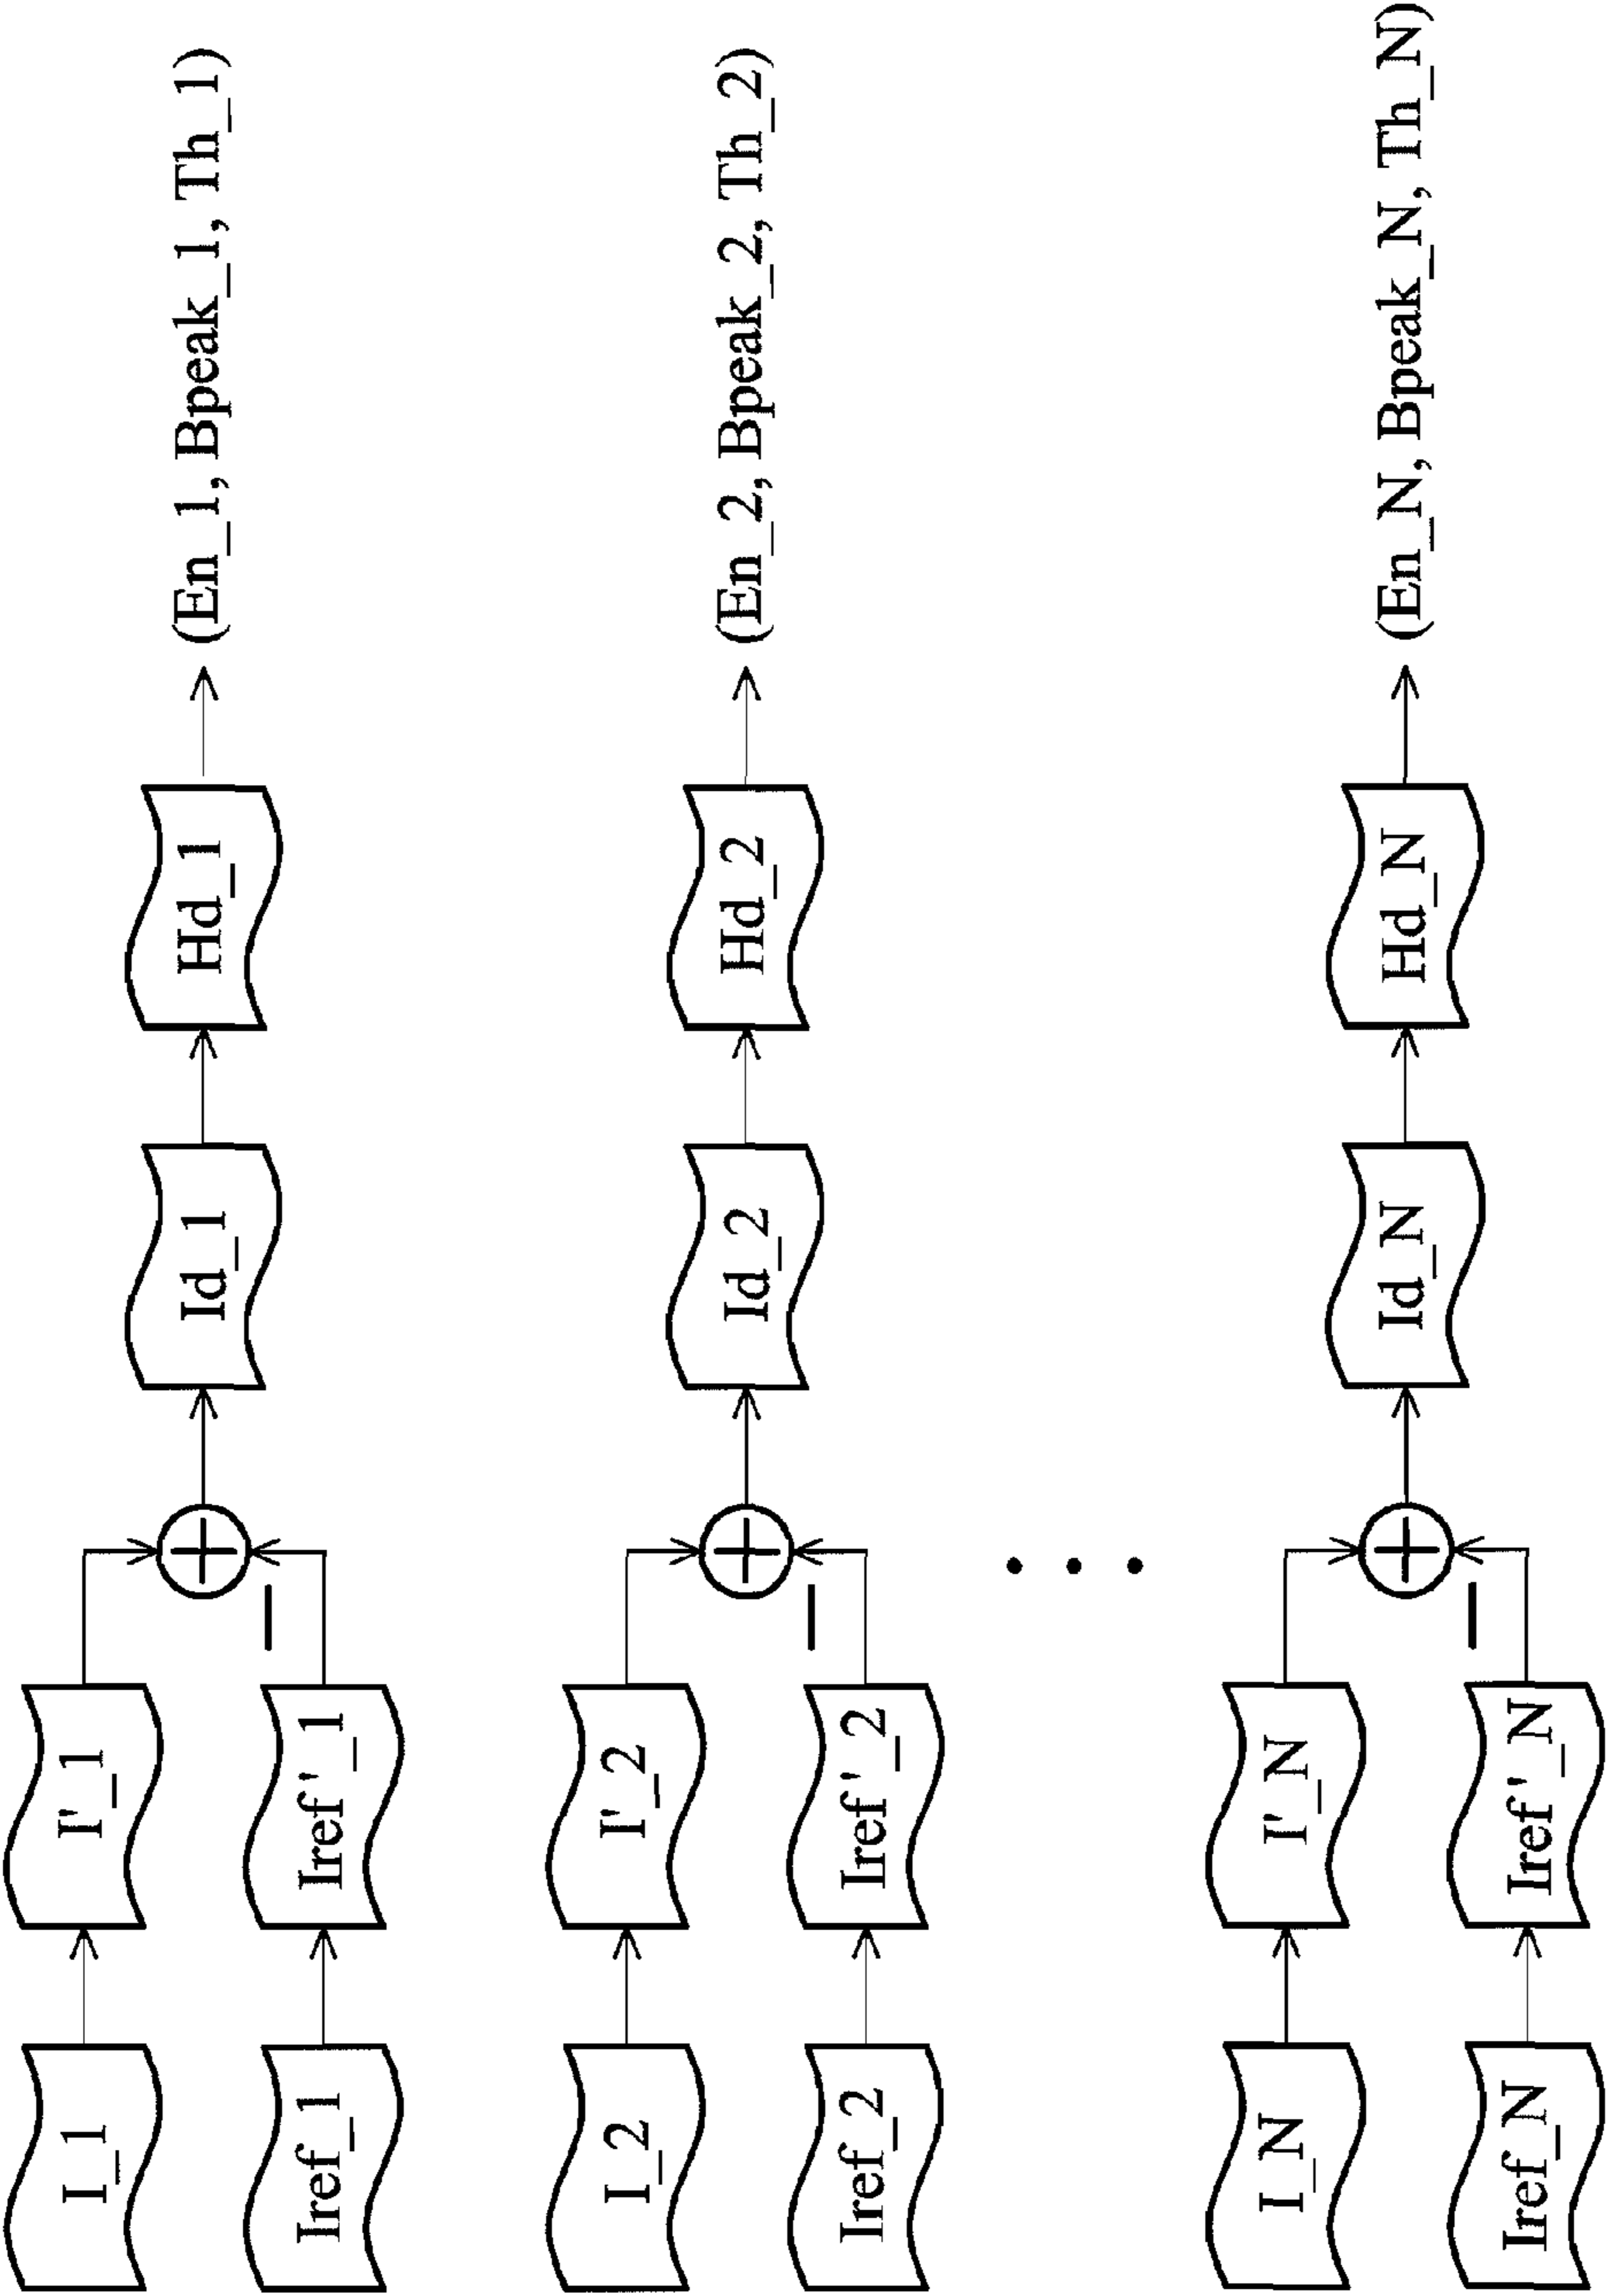 I_1
I'_1
Iref_1
Iref'_1
−
Id_1
Hd_1
(En_1, Bpeak_1, Th_1)
I_2
I'_2
Iref_2
Iref'_2
−
Id_2
Hd_2
(En_2, Bpeak_2, Th_2)
I_N
I'_N
Iref_N
Iref'_N
−
Id_N
Hd_N
(En_N, Bpeak_N, Th_N)